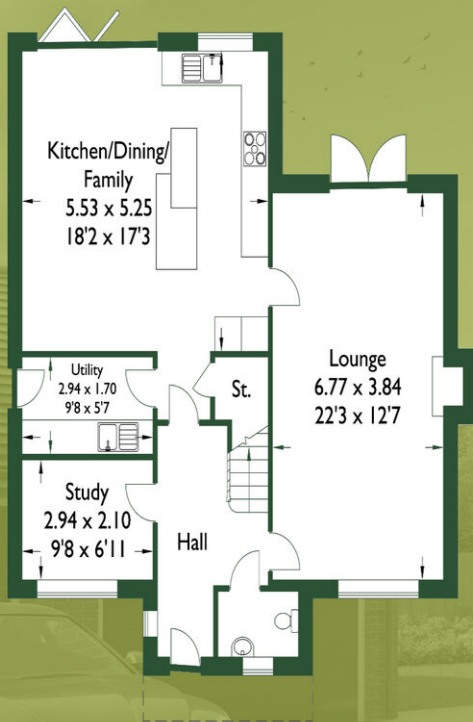 Kitchen/Dining/
Family
5.53 x 5.25
18'2 x 17'3
Utility
2.94 x 1.70
9'8 x 5'7
St.
Lounge
6.77 x 3.84
22'3 x 12'7
Study
2.94 x 2.10
9'8 x 6'11
Hall